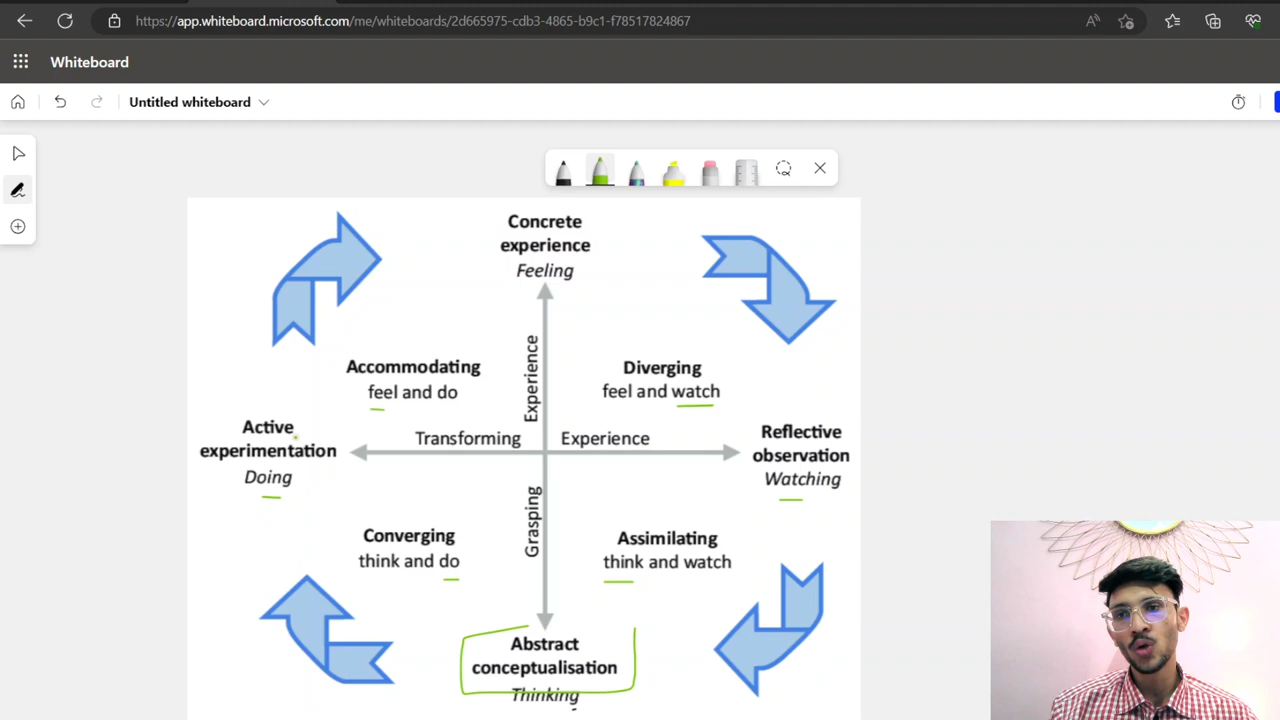 https://app.whiteboard.microsoft.com/me/whiteboards/2d665975-cdb3-4865-b9c1-f78517824867
Whiteboard
Untitled whiteboard
Concrete
experience
Feeling
Accommodating
feel and do
Experience
Diverging
feel and watch
Active
experimentation
Doing
Transforming
Experience
Reflective
observation
Watching
Converging
think and do
Grasping
Assimilating
think and watch
Abstract
conceptualisation
Thinking